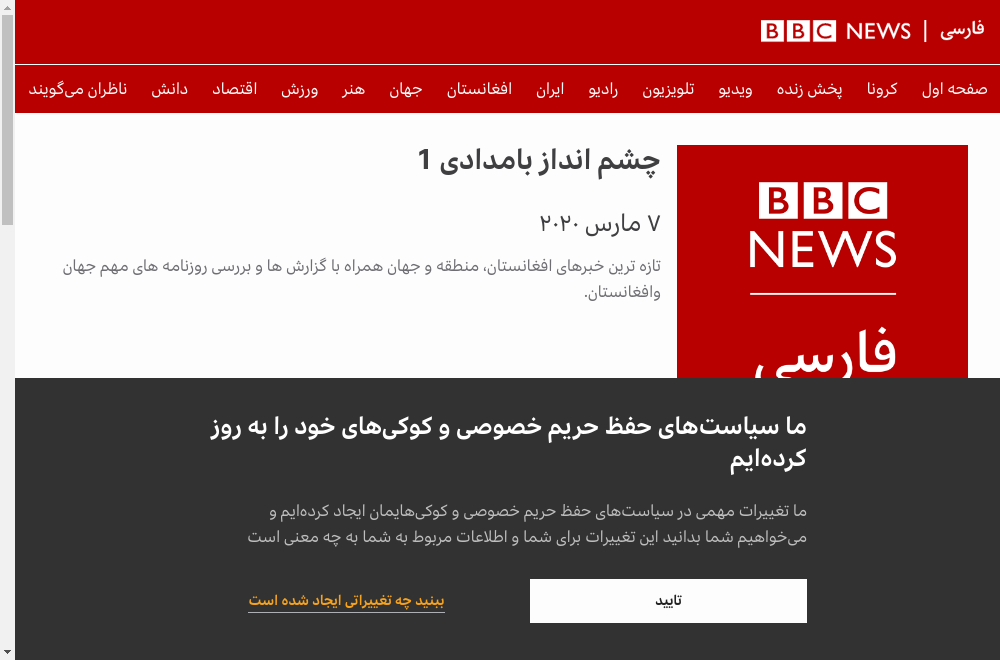 BBC NEWS | فارسی
صفحه اول کرونا پخش زنده ویدیو تلویزیون رادیو ایران افغانستان جهان هنر ورزش اقتصاد دانش ناظران می‌گویند
BBC
NEWS
فارسی
چشم انداز بامدادی 1
۷ مارس ۲۰۲۰
تازه ترین خبرهای افغانستان، منطقه و جهان همراه با گزارش ها و بررسی روزنامه های مهم جهان
وافغانستان.
ما سیاست‌های حفظ حریم خصوصی و کوکی‌های خود را به روز
کرده‌ایم
ما تغییرات مهمی در سیاست‌های حفظ حریم خصوصی و کوکی‌هایمان ایجاد کرده‌ایم و
می‌خواهیم شما بدانید این تغییرات برای شما و اطلاعات مربوط به شما به چه معنی است
تایید
ببنید چه تغییراتی ایجاد شده است